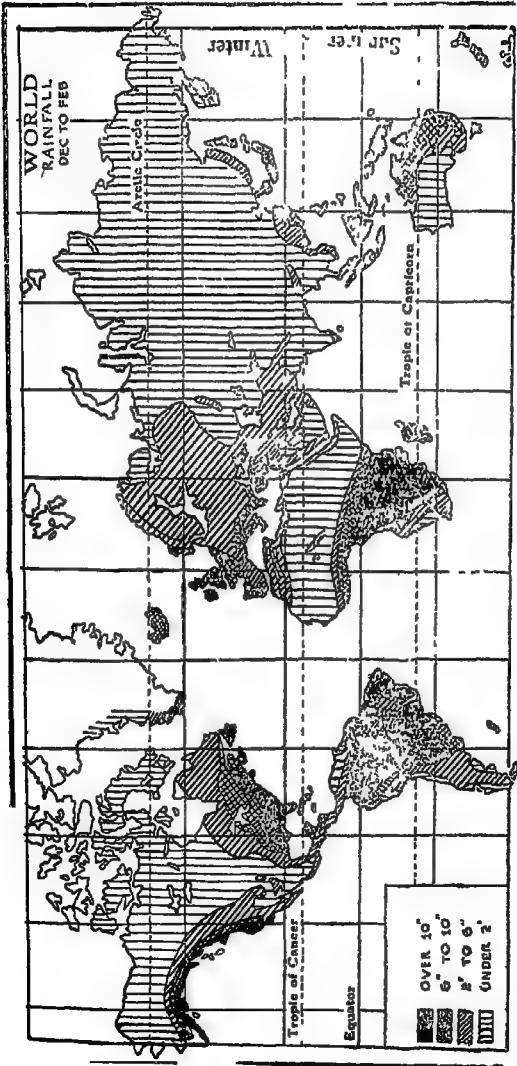 WORLD
RAINFALL
DEC TO FEB
Arctic Circle
Winter
Tropic of Cancer
Equator
Tropic of Capricorn
OVER 10"
6" TO 10"
2" TO 6"
UNDER 2"